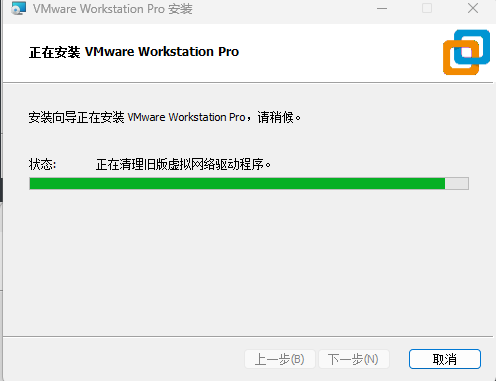 VMware Workstation Pro 安装
正在安装 VMware Workstation Pro
安装向导正在安装 VMware Workstation Pro，请稍候。
状态: 正在清理旧版虚拟网络驱动程序。
上一步(B) 下一步(N) 取消